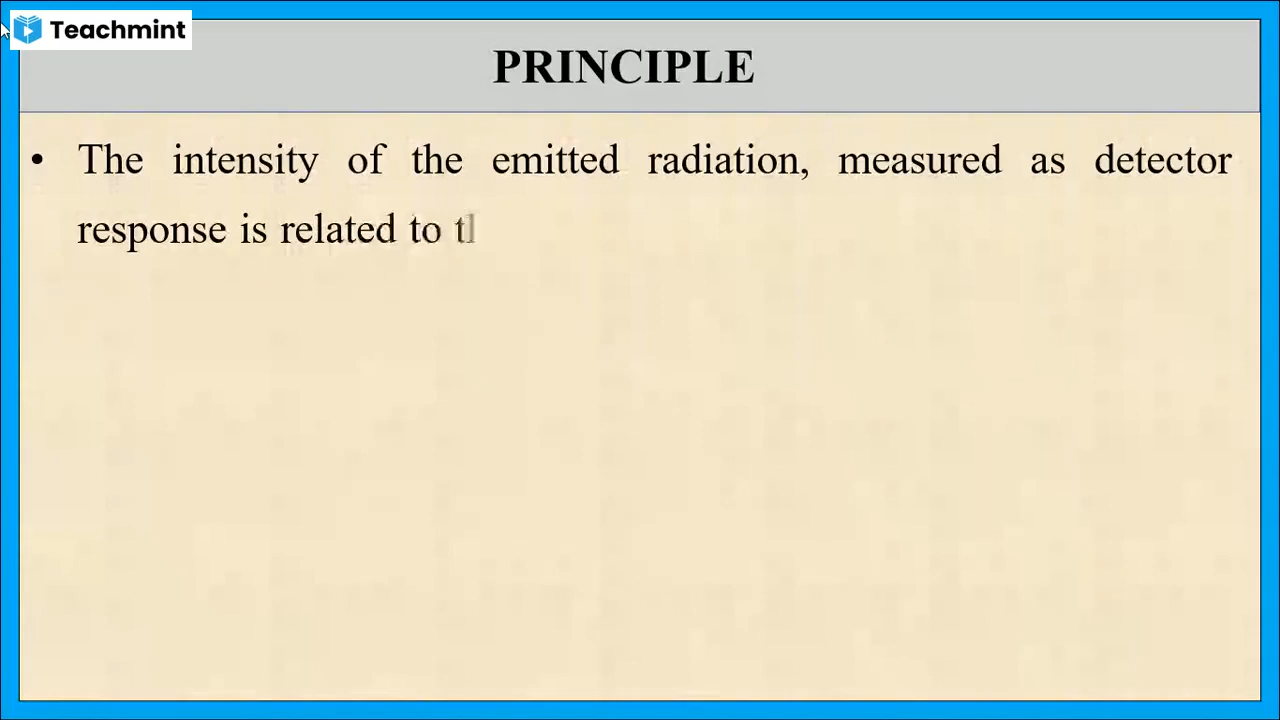 Teachmint
PRINCIPLE
• The intensity of the emitted radiation, measured as detector
response is related to